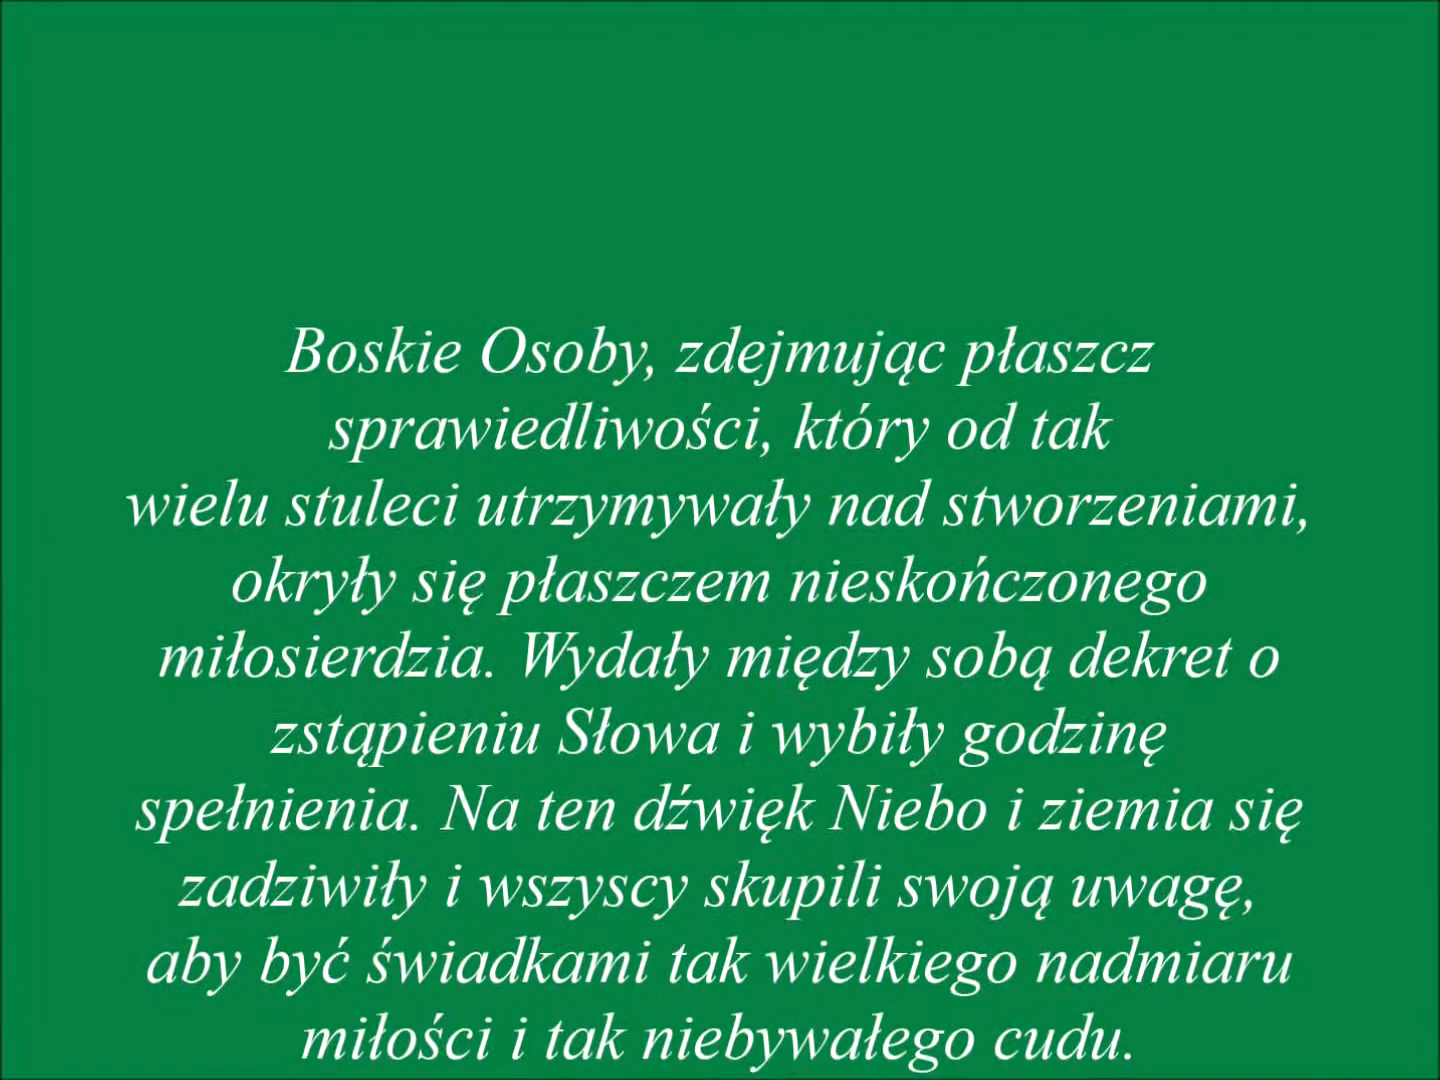 Boskie Osoby, zdejmując płaszcz
sprawiedliwości, który od tak
wielu stuleci utrzymywały nad stworzeniami,
okryły się płaszczem nieskończonego
miłosierdzia. Wydały między sobą dekret o
zstąpieniu Słowa i wybiły godzinę
spełnienia. Na ten dźwięk Niebo i ziemia się
zadziwiły i wszyscy skupili swoją uwagę,
aby być świadkami tak wielkiego nadmiaru
miłości i tak niebywałego cudu.